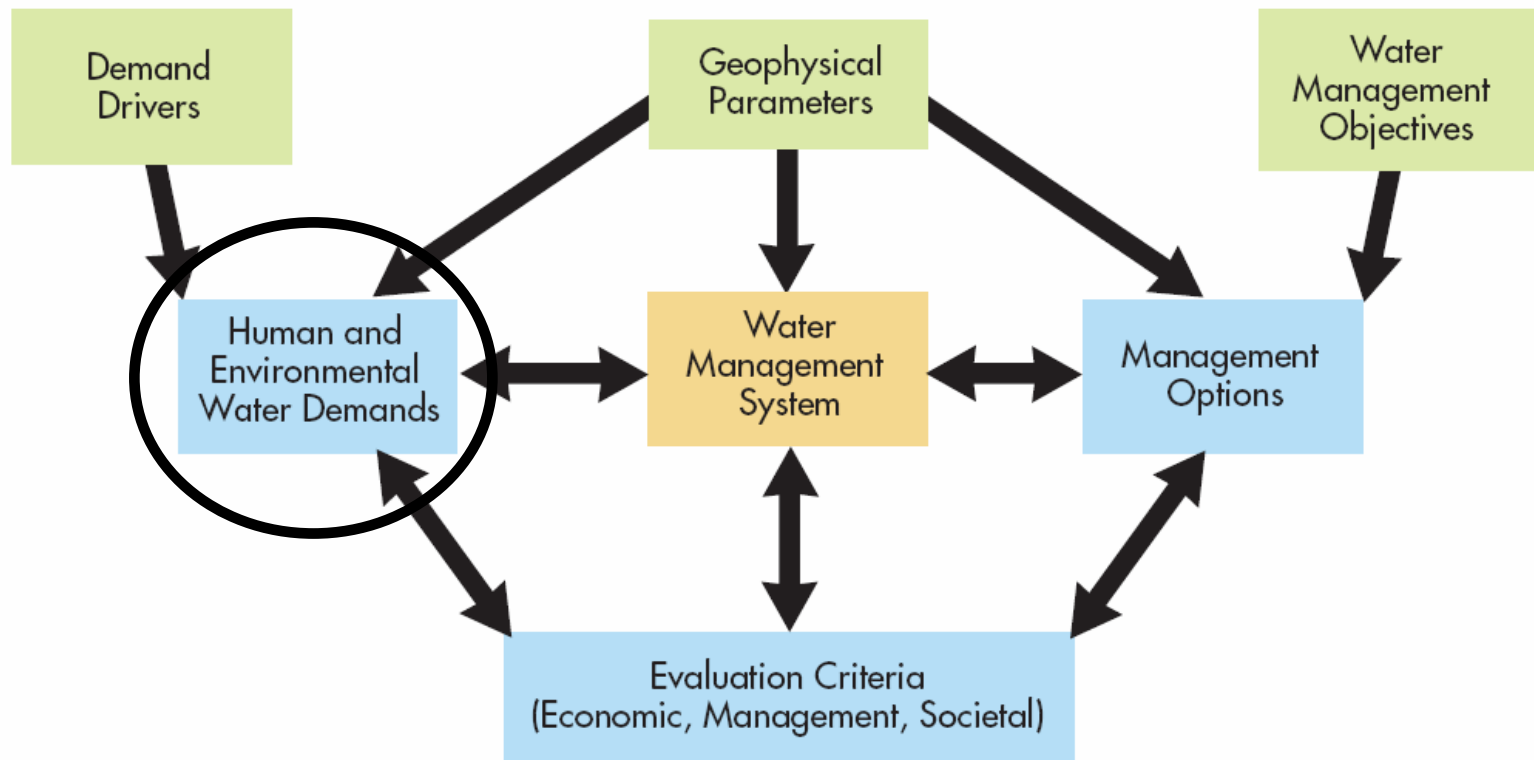 Demand
Drivers
Geophysical
Parameters
Water
Management
Objectives
Human and
Environmental
Water Demands
Water
Management
System
Management
Options
Evaluation Criteria
(Economic, Management, Societal)